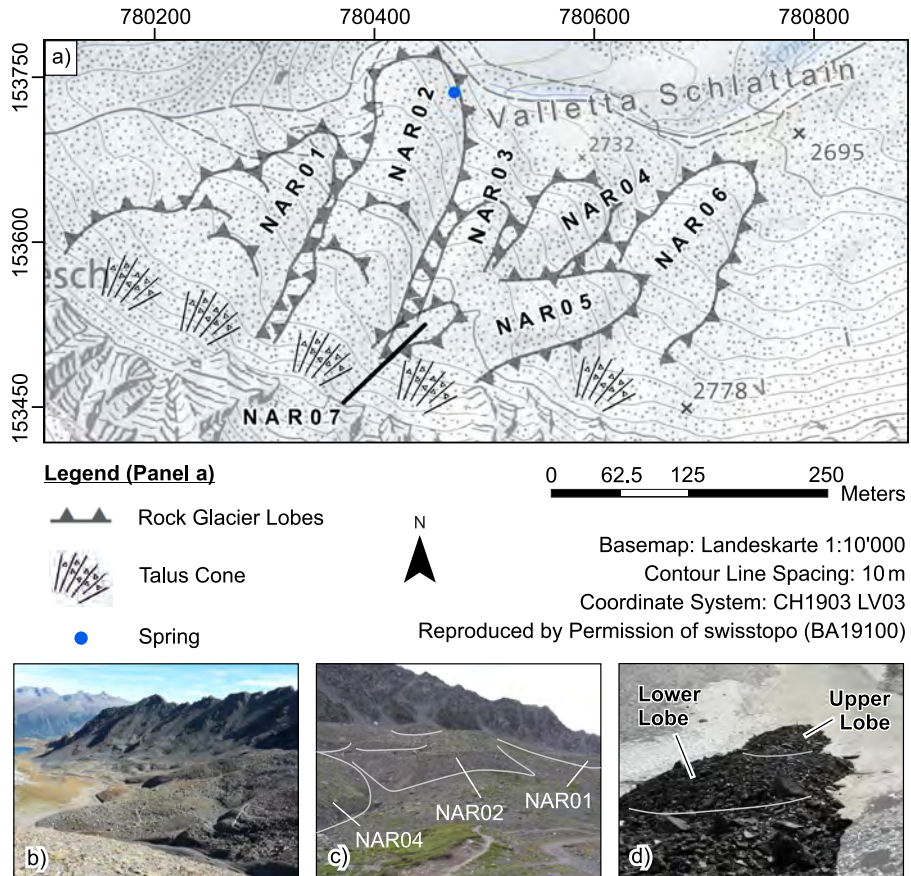 780200 780400 780600 780800
a)
153750
153600
153450
Valletta Schlattain
2732
2695
NAR01
NAR02
NAR03
NAR04
NAR06
NAR05
NAR07
esch
2778
Legend (Panel a)
Rock Glacier Lobes
Talus Cone
Spring
N
0 62.5 125 250
Meters
Basemap: Landeskarte 1:10'000
Contour Line Spacing: 10 m
Coordinate System: CH1903 LV03
Reproduced by Permission of swisstopo (BA19100)
b)
NAR04
NAR02
NAR01
c)
Lower
Lobe
Upper
Lobe
d)